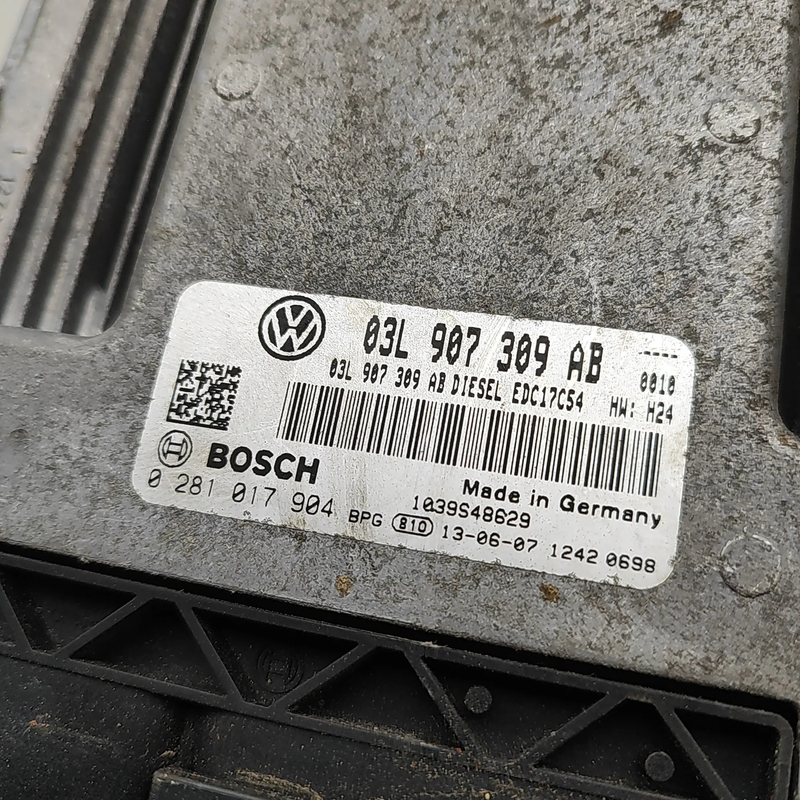 03L 907 309 AB ----
03L 907 309 AB DIESEL EDC17C54 0010
HW: H24
BOSCH
Made in Germany
0 281 017 904 1039S48629
BPG 810 13-06-07 1242 0698